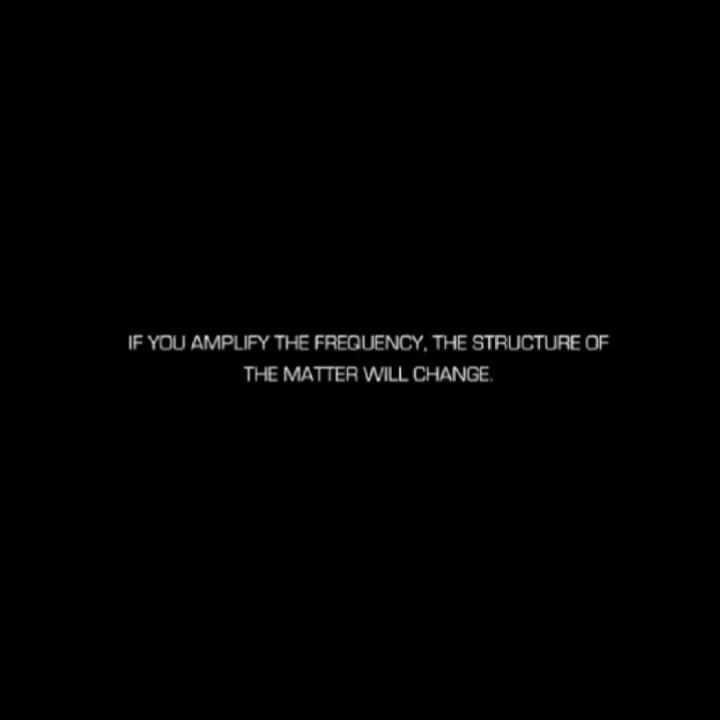 IF YOU AMPLIFY THE FREQUENCY, THE STRUCTURE OF
THE MATTER WILL CHANGE.